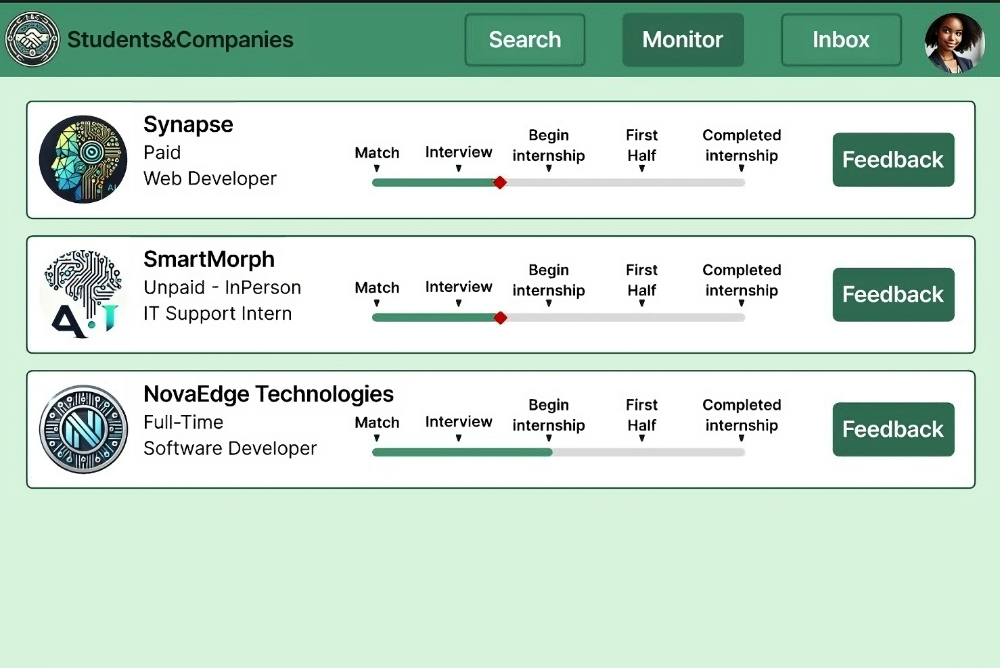 Students&Companies
Search
Monitor
Inbox
Synapse
Paid
Web Developer
Match
Interview
Begin
internship
First
Half
Completed
internship
Feedback
SmartMorph
Unpaid - InPerson
IT Support Intern
Match
Interview
Begin
internship
First
Half
Completed
internship
Feedback
NovaEdge Technologies
Full-Time
Software Developer
Match
Interview
Begin
internship
First
Half
Completed
internship
Feedback